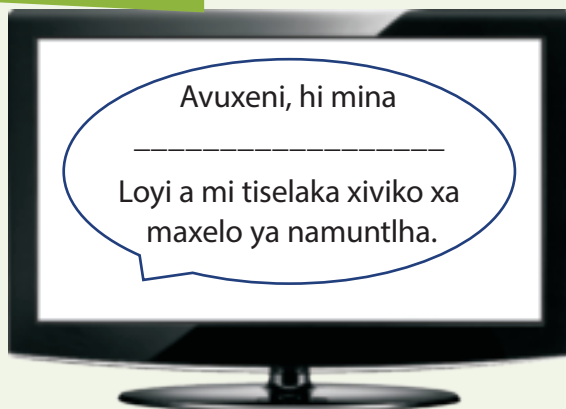 Avuxeni, hi mina
__________________
Loyi a mi tiselaka xiviko xa
maxelo ya namuntlha.